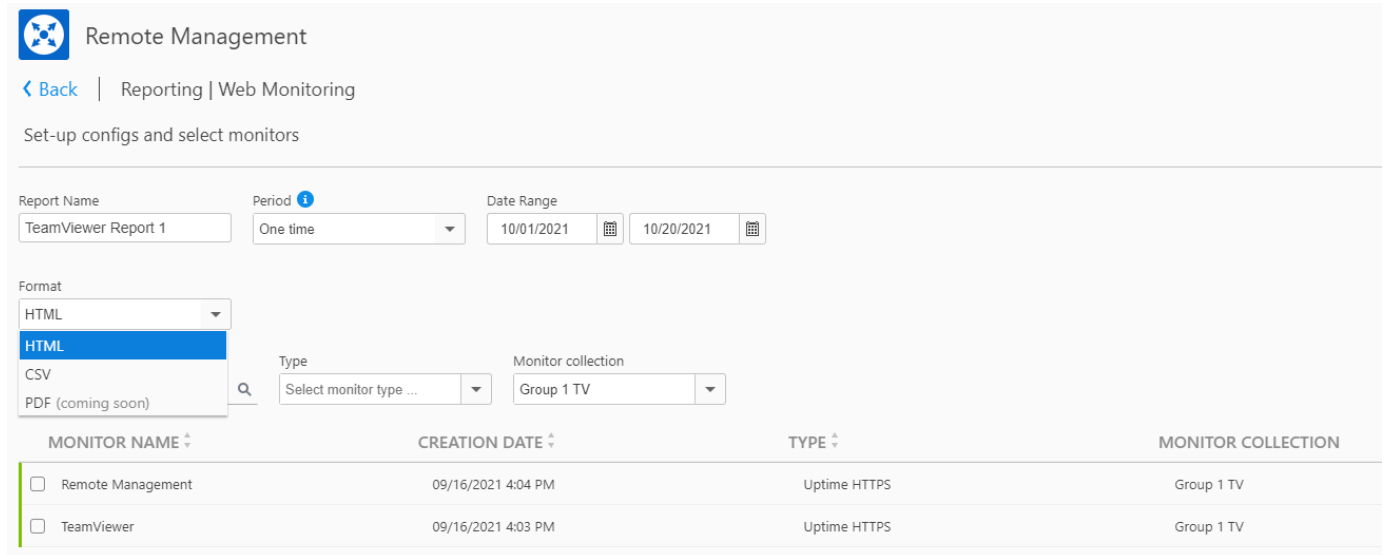 Remote Management
Back | Reporting | Web Monitoring
Set-up configs and select monitors
Report Name Period i Date Range
TeamViewer Report 1 One time 10/01/2021 10/20/2021
Format
HTML
HTML
CSV
PDF (coming soon)
Type Monitor collection
Select monitor type ... Group 1 TV
MONITOR NAME CREATION DATE TYPE MONITOR COLLECTION
Remote Management 09/16/2021 4:04 PM Uptime HTTPS Group 1 TV
TeamViewer 09/16/2021 4:03 PM Uptime HTTPS Group 1 TV